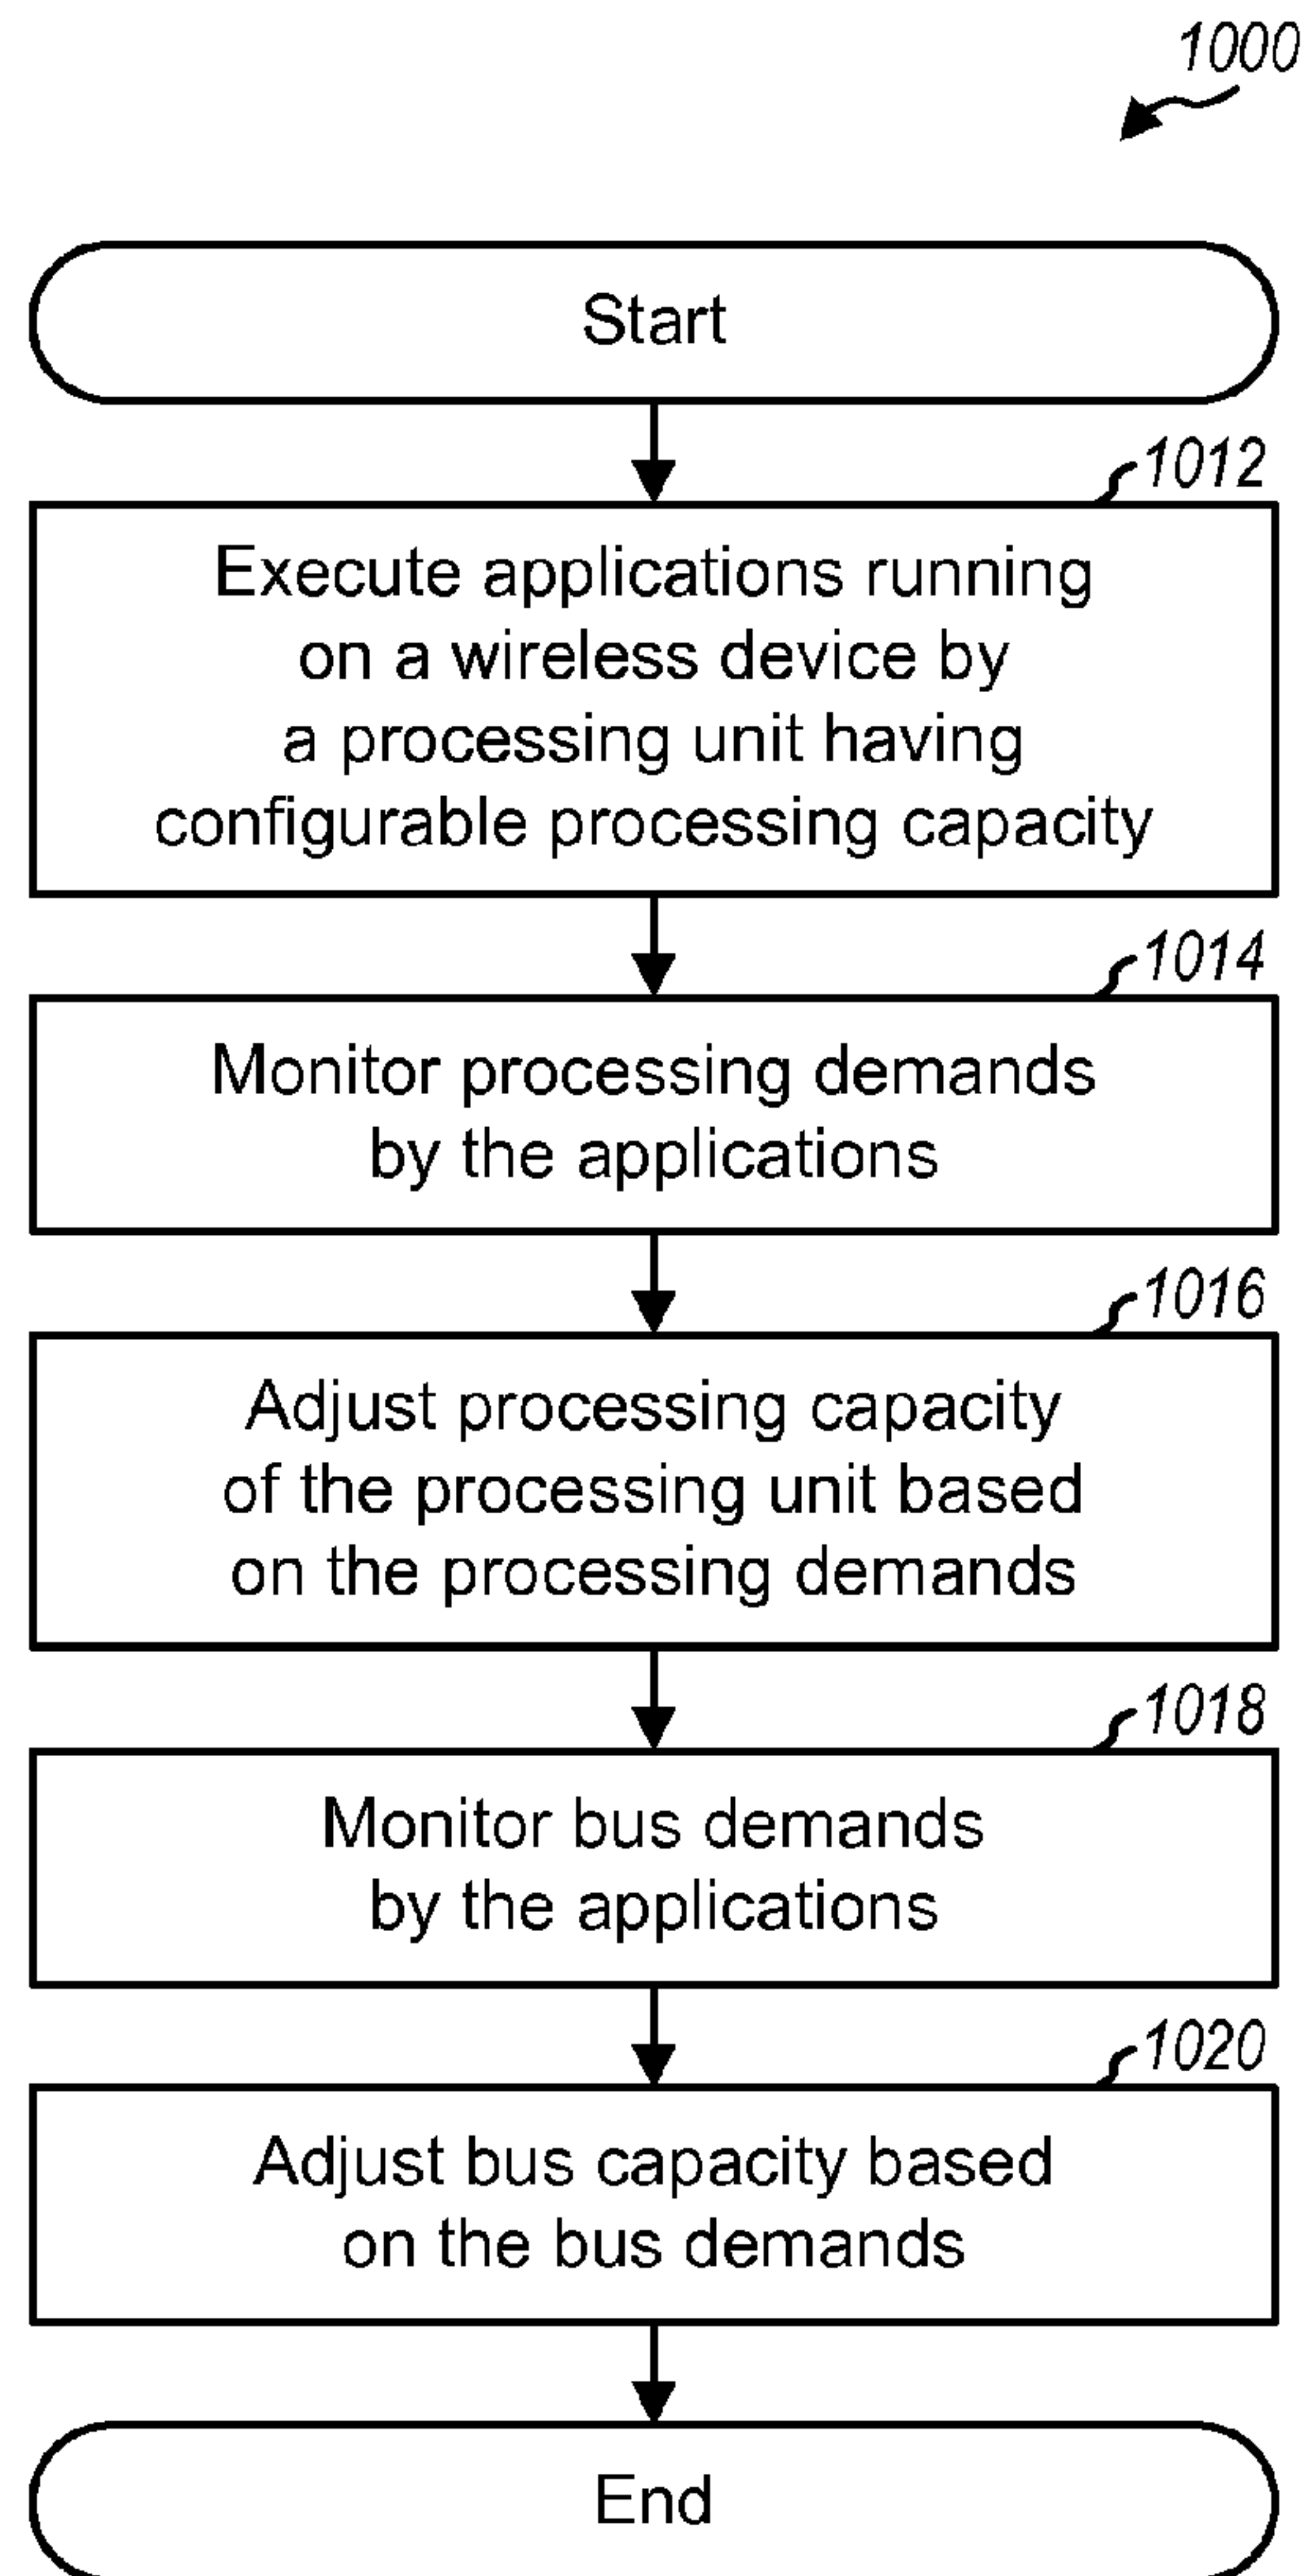 1000
Start
1012
Execute applications running
on a wireless device by
a processing unit having
configurable processing capacity
1014
Monitor processing demands
by the applications
1016
Adjust processing capacity
of the processing unit based
on the processing demands
1018
Monitor bus demands
by the applications
1020
Adjust bus capacity based
on the bus demands
End